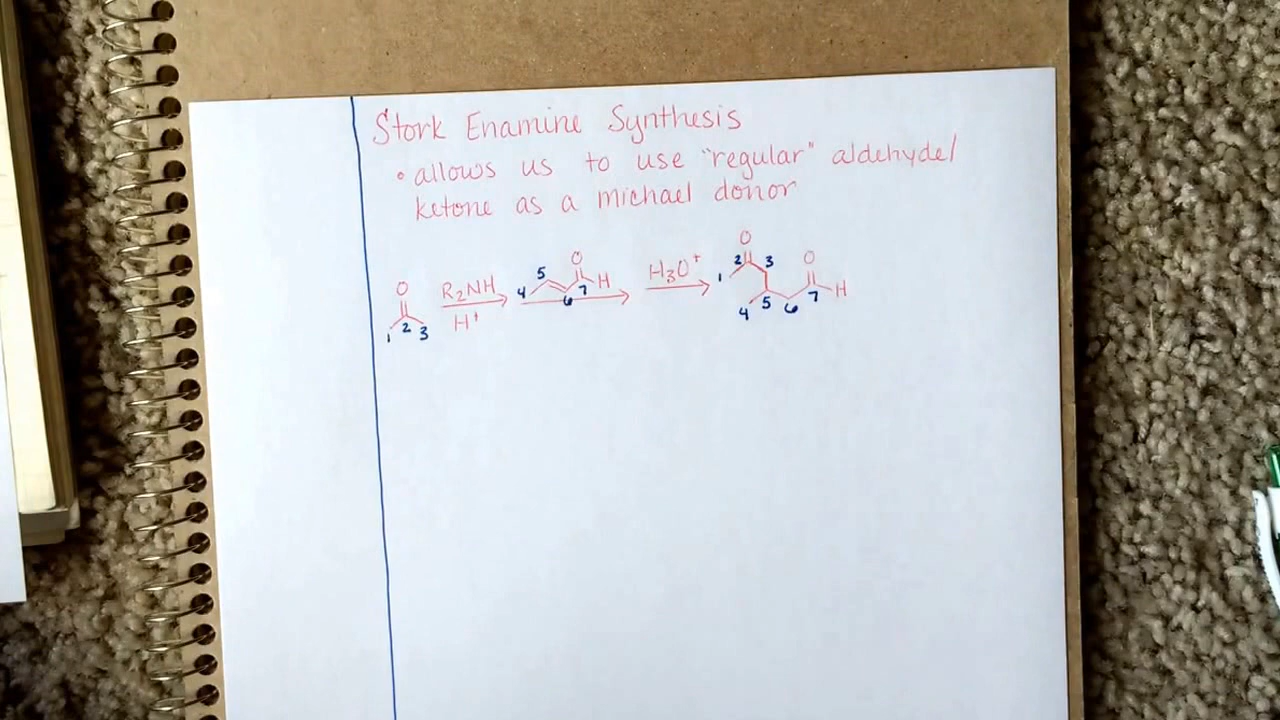 Stork Enamine Synthesis
• allows us to use "regular" aldehyde/
ketone as a michael donor
O 1 2 3
R₂NH
H⁺
4 5 6 7 O H
H₃O⁺
O 1 2 3 4 5 6 7 O H